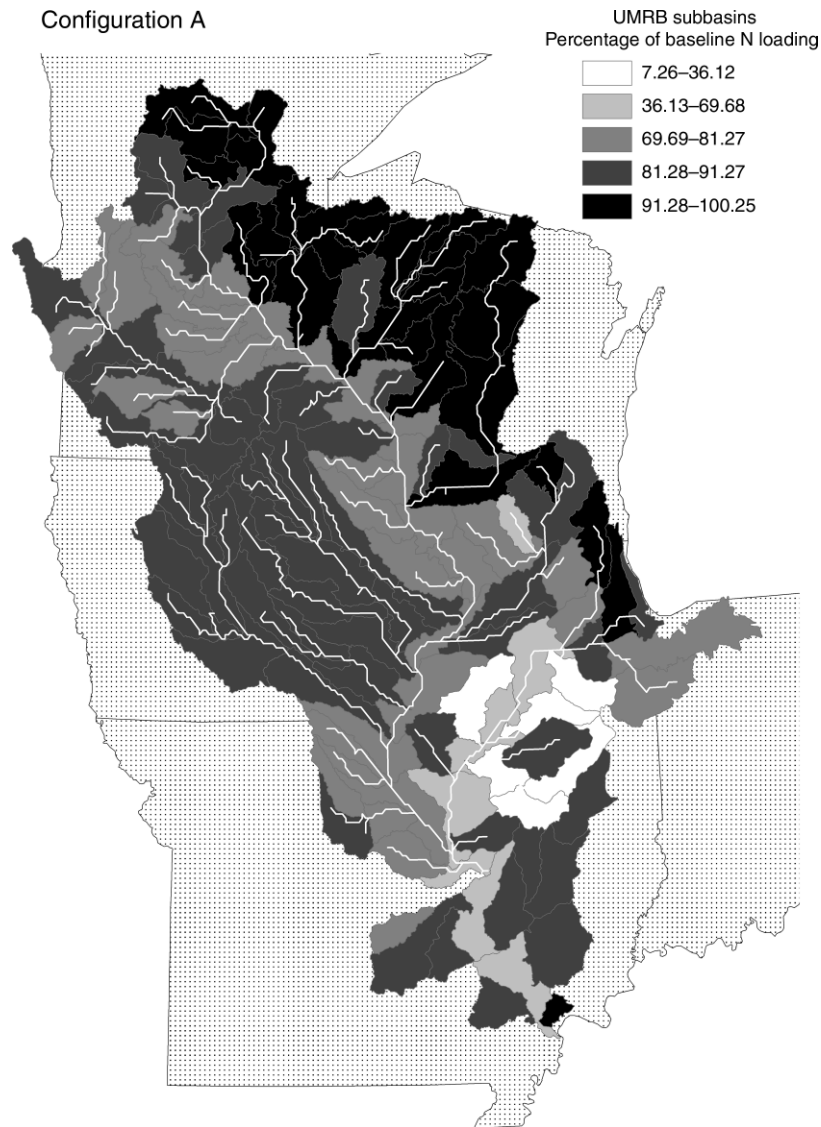 Configuration A
UMRB subbasins
Percentage of baseline N loading
7.26–36.12
36.13–69.68
69.69–81.27
81.28–91.27
91.28–100.25